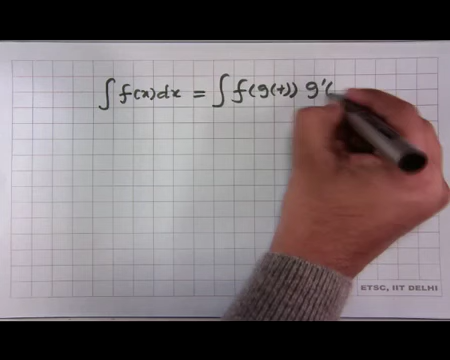 ∫ f(x)dx = ∫ f(g(t)) g'(
ETSC, IIT DELHI